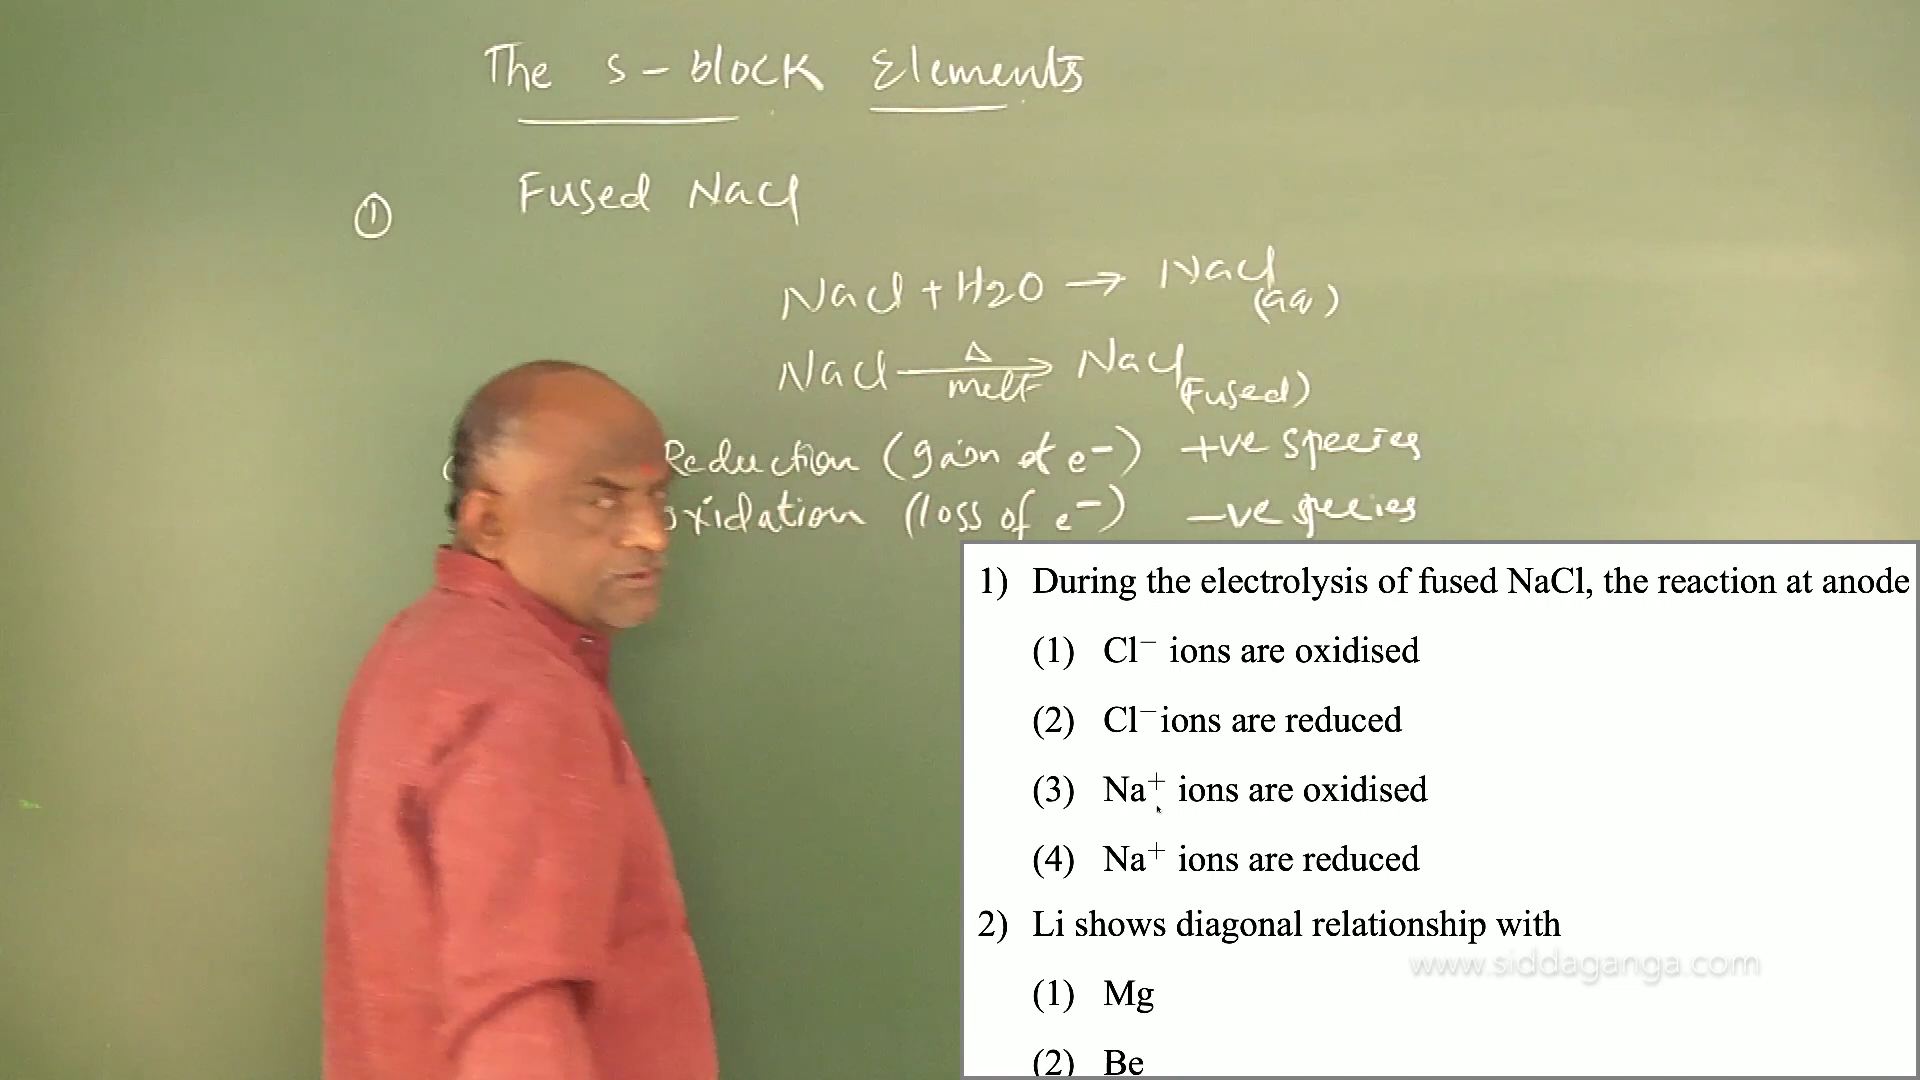 The s-block Elements
① Fused NaCl
NaCl + H2O → NaCl (aq)
NaCl Δ melt → NaCl (Fused)
Reduction (gain of e-) +ve species
oxidation (loss of e-) -ve species
1) During the electrolysis of fused NaCl, the reaction at anode
(1) Cl⁻ ions are oxidised
(2) Cl⁻ ions are reduced
(3) Na⁺ ions are oxidised
(4) Na⁺ ions are reduced
2) Li shows diagonal relationship with
www.siddaganga.com
(1) Mg
(2) Be